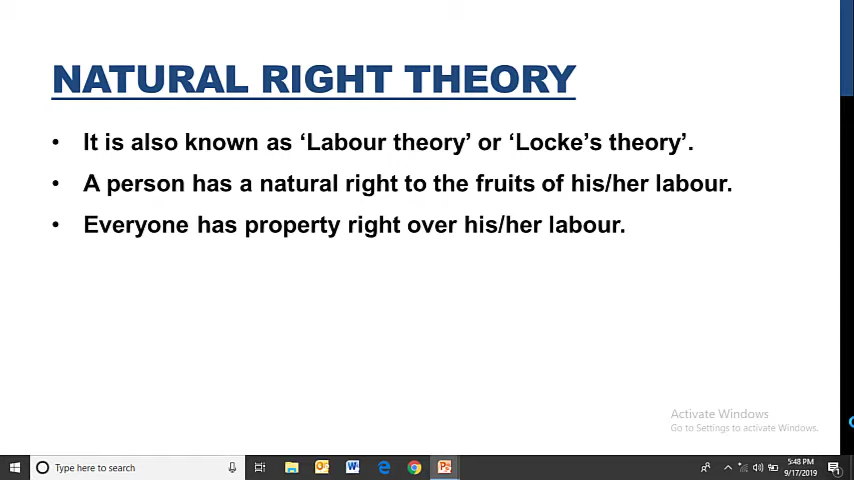 NATURAL RIGHT THEORY
• It is also known as ‘Labour theory’ or ‘Locke’s theory’.
• A person has a natural right to the fruits of his/her labour.
• Everyone has property right over his/her labour.
Activate Windows
Go to Settings to activate Windows.
Type here to search
5:48 PM
9/17/2019